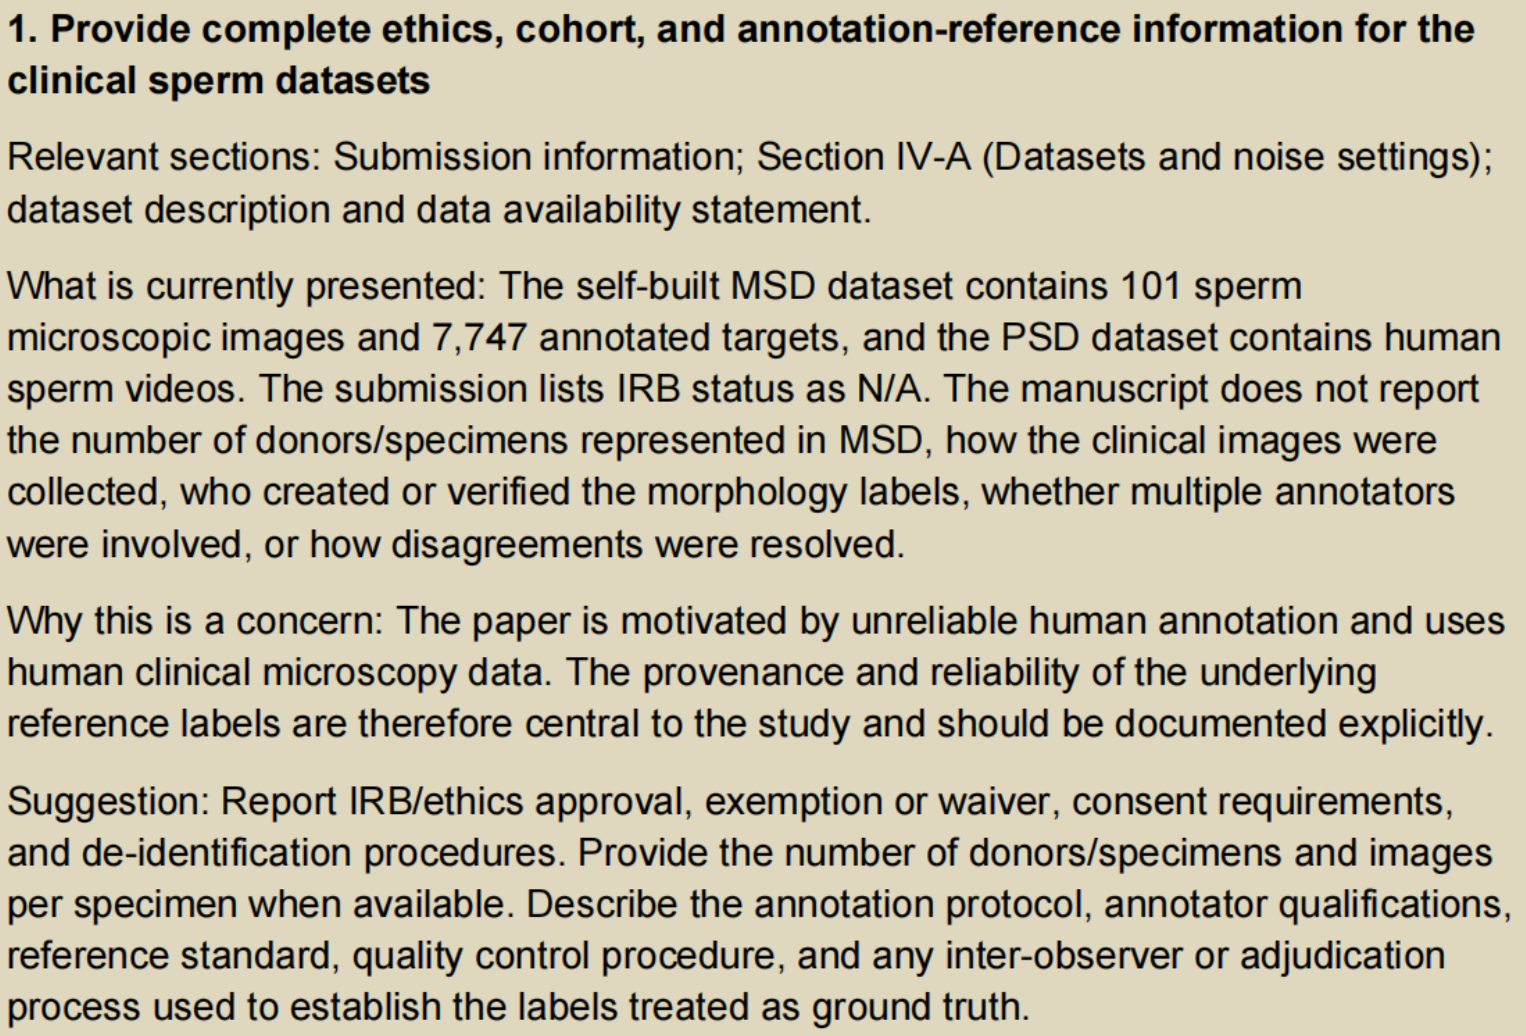 1. Provide complete ethics, cohort, and annotation-reference information for the
clinical sperm datasets
Relevant sections: Submission information; Section IV-A (Datasets and noise settings);
dataset description and data availability statement.
What is currently presented: The self-built MSD dataset contains 101 sperm
microscopic images and 7,747 annotated targets, and the PSD dataset contains human
sperm videos. The submission lists IRB status as N/A. The manuscript does not report
the number of donors/specimens represented in MSD, how the clinical images were
collected, who created or verified the morphology labels, whether multiple annotators
were involved, or how disagreements were resolved.
Why this is a concern: The paper is motivated by unreliable human annotation and uses
human clinical microscopy data. The provenance and reliability of the underlying
reference labels are therefore central to the study and should be documented explicitly.
Suggestion: Report IRB/ethics approval, exemption or waiver, consent requirements,
and de-identification procedures. Provide the number of donors/specimens and images
per specimen when available. Describe the annotation protocol, annotator qualifications,
reference standard, quality control procedure, and any inter-observer or adjudication
process used to establish the labels treated as ground truth.